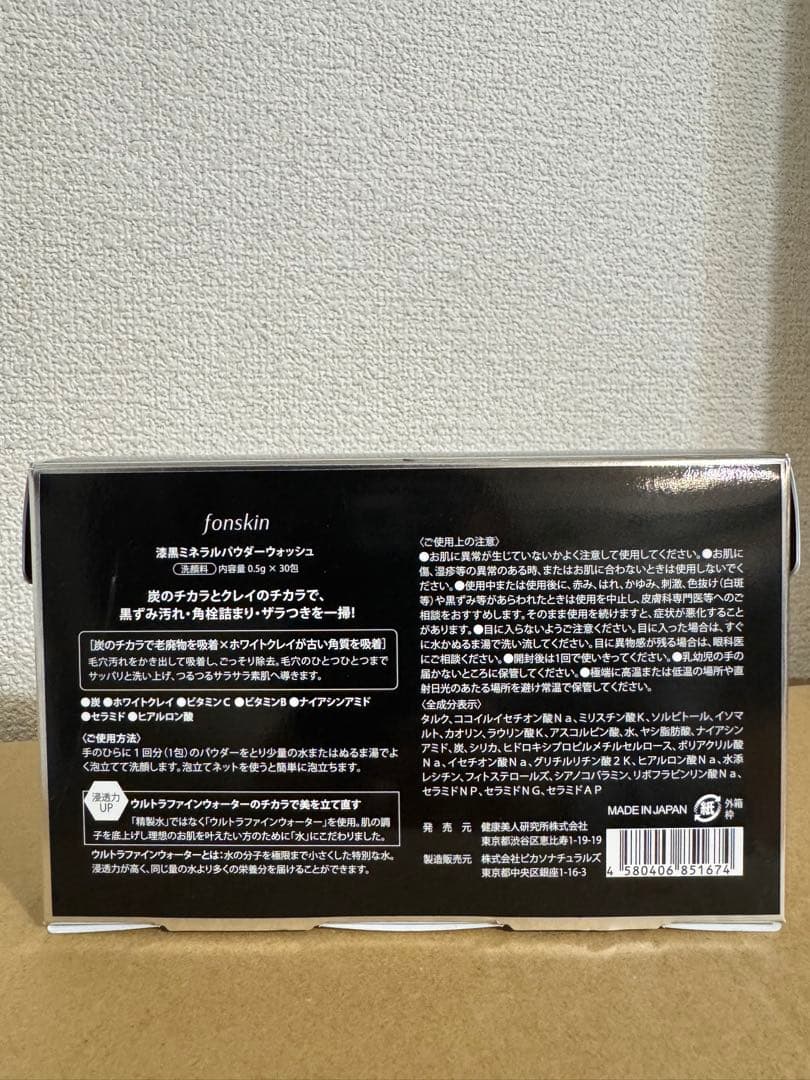 fonskin
漆黒ミネラルパウダーウォッシュ
洗顔料 内容量 0.5g × 30包
炭のチカラとクレイのチカラで、
黒ずみ汚れ・角栓詰まり・ザラつきを一掃!
[炭のチカラで老廃物を吸着×ホワイトクレイが古い角質を吸着]
毛穴汚れをかき出して吸着し、ごっそり除去。毛穴のひとつひとつまで
サッパリと洗い上げ、つるつるサラサラ素肌へ導きます。
●炭 ●ホワイトクレイ ●ビタミンC ●ビタミンB ●ナイアシンアミド
●セラミド ●ヒアルロン酸
〈ご使用方法〉
手のひらに1回分(1包)のパウダーをとり少量の水またはぬるま湯でよ
く泡立てて洗顔します。泡立てネットを使うと簡単に泡立ちます。
浸透力
UP
ウルトラファインウォーターのチカラで美を立て直す
「精製水」ではなく「ウルトラファインウォーター」を使用。肌の調
子を底上げし理想のお肌を叶えたい方のために「水」にこだわりました。
ウルトラファインウォーターとは:水の分子を極限まで小さくした特別な水。
浸透力が高く、同じ量の水より多くの栄養分を届けることができます。
〈ご使用上の注意〉
●お肌に異常が生じていないかよく注意して使用してください。●お肌に
傷、湿疹等の異常のある時、またはお肌に合わないときは使用しないでく
ださい。●使用中または使用後に、赤み、はれ、かゆみ、刺激、色抜け(白斑
等)や黒ずみ等があらわれたときは使用を中止し、皮膚科専門医等へのご
相談をおすすめします。そのまま使用を続けますと、症状が悪化すること
があります。●目に入らないようご注意ください。目に入った場合は、すぐ
に水かぬるま湯で洗い流してください。目に異物感が残る場合は、眼科医
にご相談ください。●開封後は1回で使いきってください。●乳幼児の手の
届かないところに保管してください。●極端に高温または低温の場所や直
射日光のあたる場所を避け常温で保管してください。
〈全成分表示〉
タルク、ココイルイセチオン酸Na、ミリスチン酸K、ソルビトール、イソマ
ルト、カオリン、ラウリン酸K、アスコルビン酸、水、ヤシ脂肪酸、ナイアシン
アミド、炭、シリカ、ヒドロキシプロピルメチルセルロース、ポリアクリル酸
Na、イセチオン酸Na、グリチルリチン酸2K、ヒアルロン酸Na、水添
レシチン、フィトステロールズ、シアノコバラミン、リボフラビンリン酸Na、
セラミドNP、セラミドNG、セラミドAP
MADE IN JAPAN 紙 外箱
枠
発売元 健康美人研究所株式会社
東京都渋谷区恵比寿1-19-19
製造販売元 株式会社ピカソナチュラルズ
東京都中央区銀座1-16-3
4 580406 851674